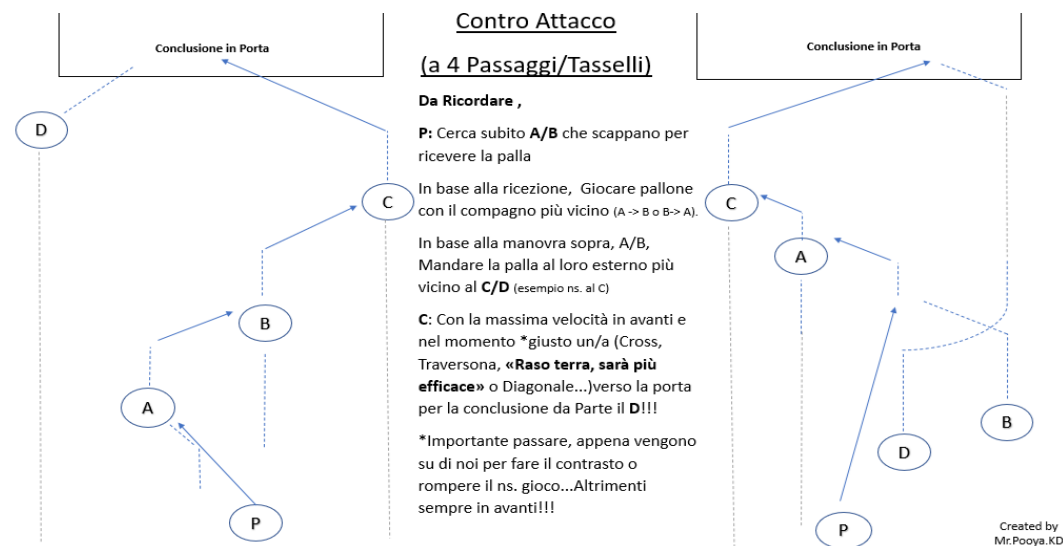 Contro Attacco
(a 4 Passaggi/Tasselli)
Conclusione in Porta
D
C
B
A
P
Da Ricordare ,
P: Cerca subito A/B che scappano per
ricevere la palla
In base alla ricezione,  Giocare pallone
con il compagno più vicino (A -> B o B-> A).
In base alla manovra sopra, A/B,
Mandare la palla al loro esterno più
vicino al C/D (esempio ns. al C)
C: Con la massima velocità in avanti e
nel momento *giusto un/a (Cross,
Traversona, «Raso terra, sarà più
efficace» o Diagonale...)verso la porta
per la conclusione da Parte il D!!!
*Importante passare, appena vengono
su di noi per fare il contrasto o
rompere il ns. gioco...Altrimenti
sempre in avanti!!!
Conclusione in Porta
C
A
B
D
P
Created by
Mr.Pooya.KD